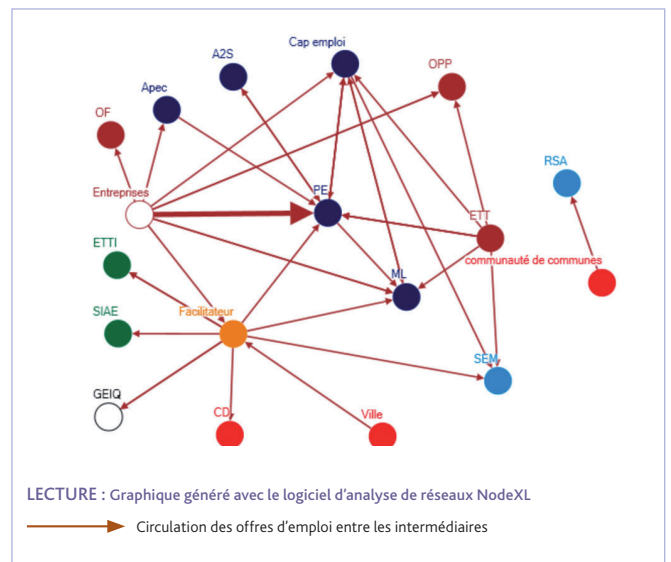 Cap emploi
A2S
OPP
Apec
OF
RSA
Entreprises
PE
ETT
ETTI
communauté de communes
ML
SIAE
Facilitateur
SEM
GEIQ
CD
Ville
LECTURE : Graphique généré avec le logiciel d'analyse de réseaux NodeXL
Circulation des offres d'emploi entre les intermédiaires